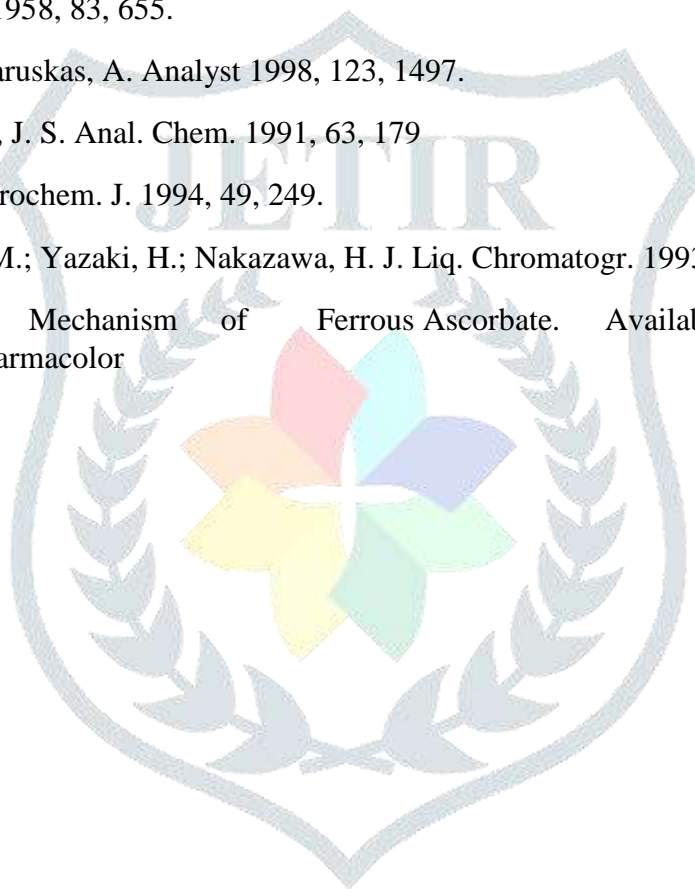 1958, 83, 655.
aruskas, A. Analyst 1998, 123, 1497.
, J. S. Anal. Chem. 1991, 63, 179
rochem. J. 1994, 49, 249.
M.; Yazaki, H.; Nakazawa, H. J. Liq. Chromatogr. 1993
Mechanism of Ferrous Ascorbate. Availab
armacolor
JETIR